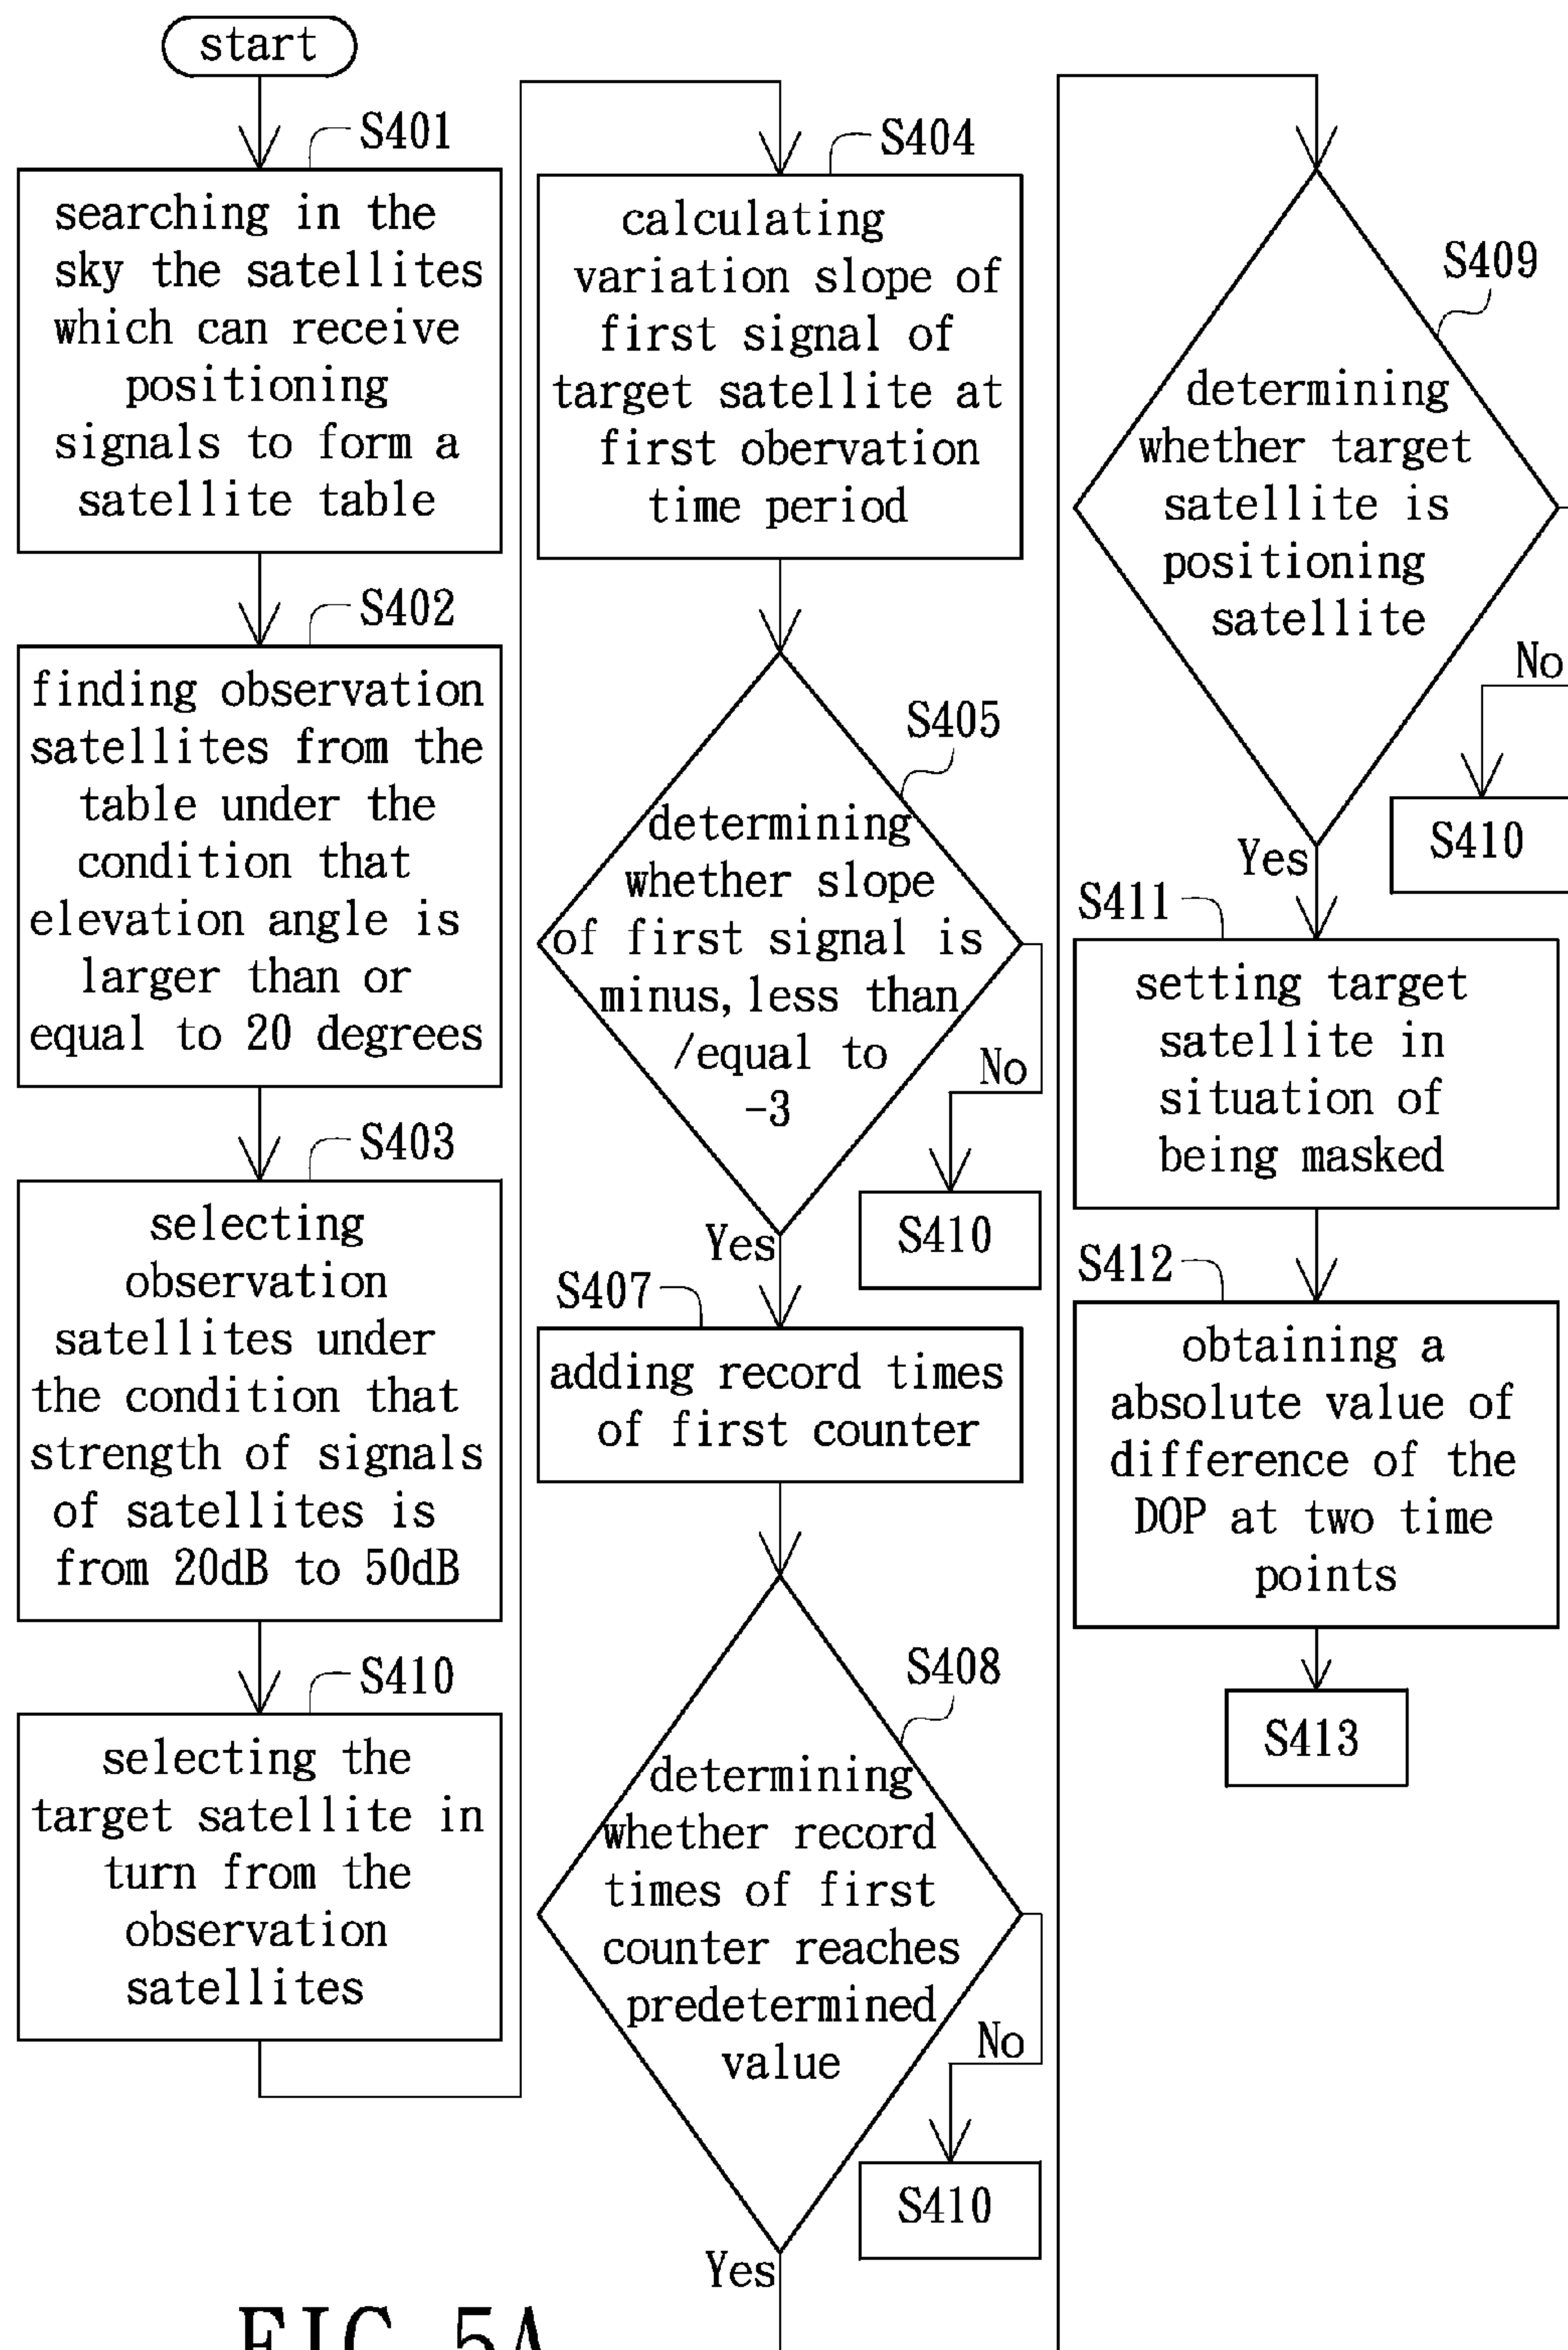 start
S401
searching in the
sky the satellites
which can receive
positioning
signals to form a
satellite table
S402
finding observation
satellites from the
table under the
condition that
elevation angle is
larger than or
equal to 20 degrees
S403
selecting
observation
satellites under
the condition that
strength of signals
of satellites is
from 20dB to 50dB
S410
selecting the
target satellite in
turn from the
observation
satellites
S404
calculating
variation slope of
first signal of
target satellite at
first obervation
time period
S405
determining
whether slope
of first signal is
minus, less than
/equal to
-3
No
S410
Yes
S407
adding record times
of first counter
S408
determining
whether record
times of first
counter reaches
predetermined
value
No
S410
Yes
S409
determining
whether target
satellite is
positioning
satellite
No
S410
Yes
S411
setting target
satellite in
situation of
being masked
S412
obtaining a
absolute value of
difference of the
DOP at two time
points
S413
FIG. 5A